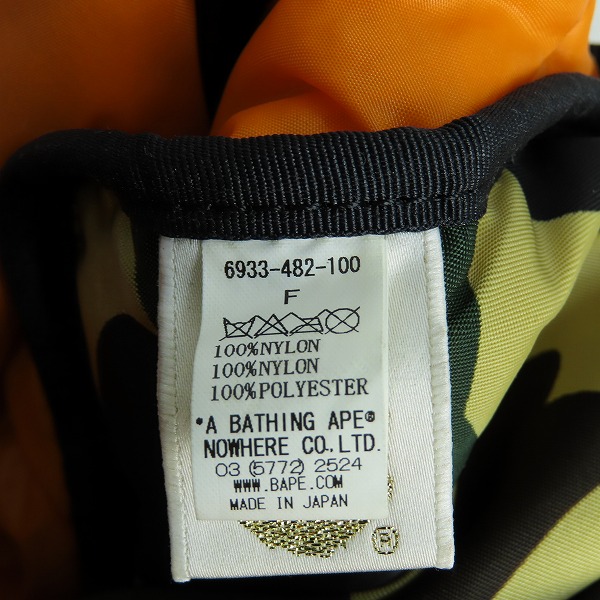 6933-482-100
F
100%NYLON
100%NYLON
100%POLYESTER
*A BATHING APE®
NOWHERE CO.,LTD.
03 (5772) 2524
WWW.BAPE.COM
MADE IN JAPAN